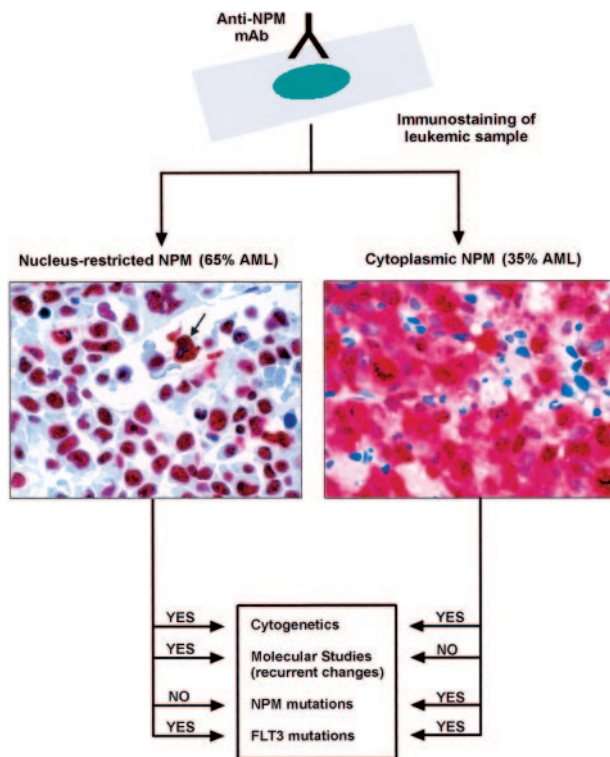 Anti-NPM
mAb
Immunostaining of
leukemic sample
Nucleus-restricted NPM (65% AML)
Cytoplasmic NPM (35% AML)
YES
Cytogenetics
YES
YES
Molecular Studies
(recurrent changes)
NO
NO
NPM mutations
YES
YES
FLT3 mutations
YES